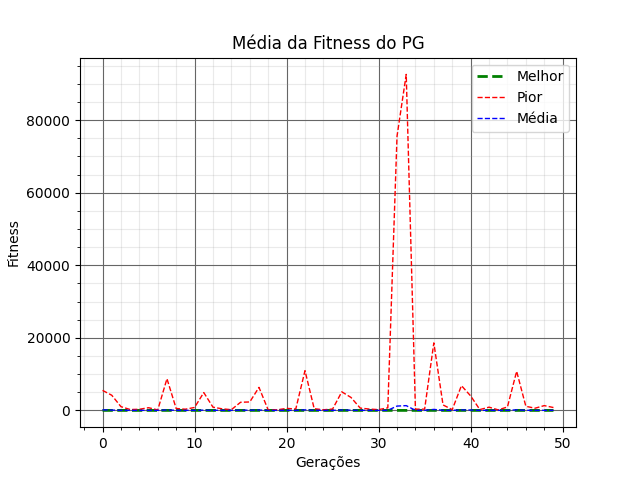 Média da Fitness do PG
Melhor
Pior
Média
Fitness
80000
60000
40000
20000
0
0 10 20 30 40 50
Gerações